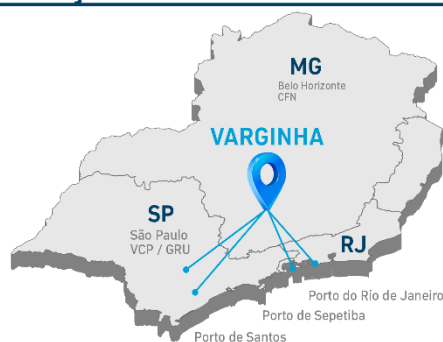 MG
Belo Horizonte
CFN
VARGINHA
SP
São Paulo
VCP / GRU
RJ
Porto do Rio de Janeiro
Porto de Sepetiba
Porto de Santos